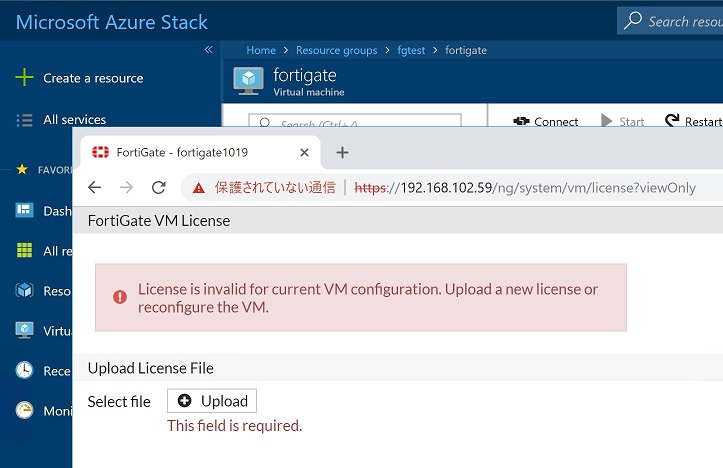 Microsoft Azure Stack
Search resou
Home > Resource groups > fgtest > fortigate
fortigate
Virtual machine
Create a resource
All services
Search (Ctrl+/)
Connect
Start
Restart
FAVORI
Dash
All re
Reso
Virtu
Rece
Moni
FortiGate - fortigate1019
保護されていない通信 | https://192.168.102.59/ng/system/vm/license?viewOnly
FortiGate VM License
License is invalid for current VM configuration. Upload a new license or
reconfigure the VM.
Upload License File
Select file
Upload
This field is required.